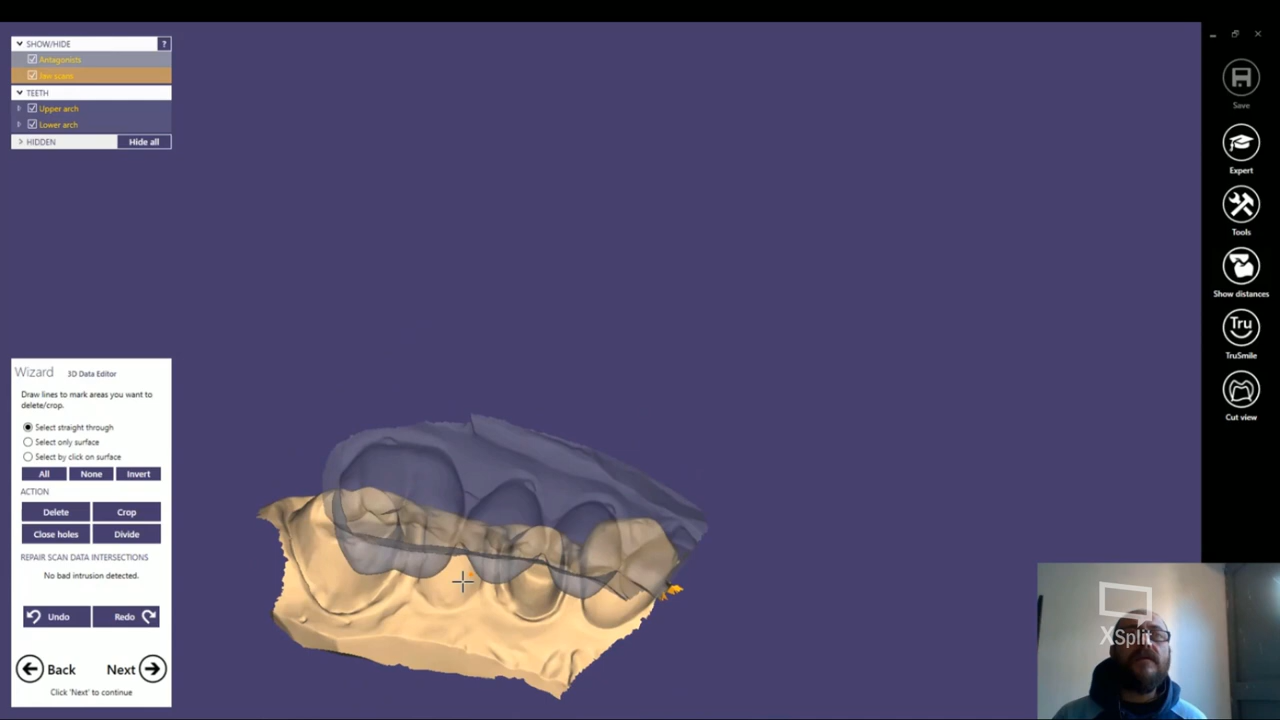 SHOW/HIDE ?
Antagonists
Jaw scans
TEETH
Upper arch
Lower arch
HIDDEN Hide all
Save
Expert
Tools
Show distances
Tru
TruSmile
Cut view
Wizard 3D Data Editor
Draw lines to mark areas you want to
delete/crop.
Select straight through
Select only surface
Select by click on surface
All None Invert
ACTION
Delete Crop
Close holes Divide
REPAIR SCAN DATA INTERSECTIONS
No bad intrusion detected.
Undo Redo
Back Next
Click 'Next' to continue
XSplit